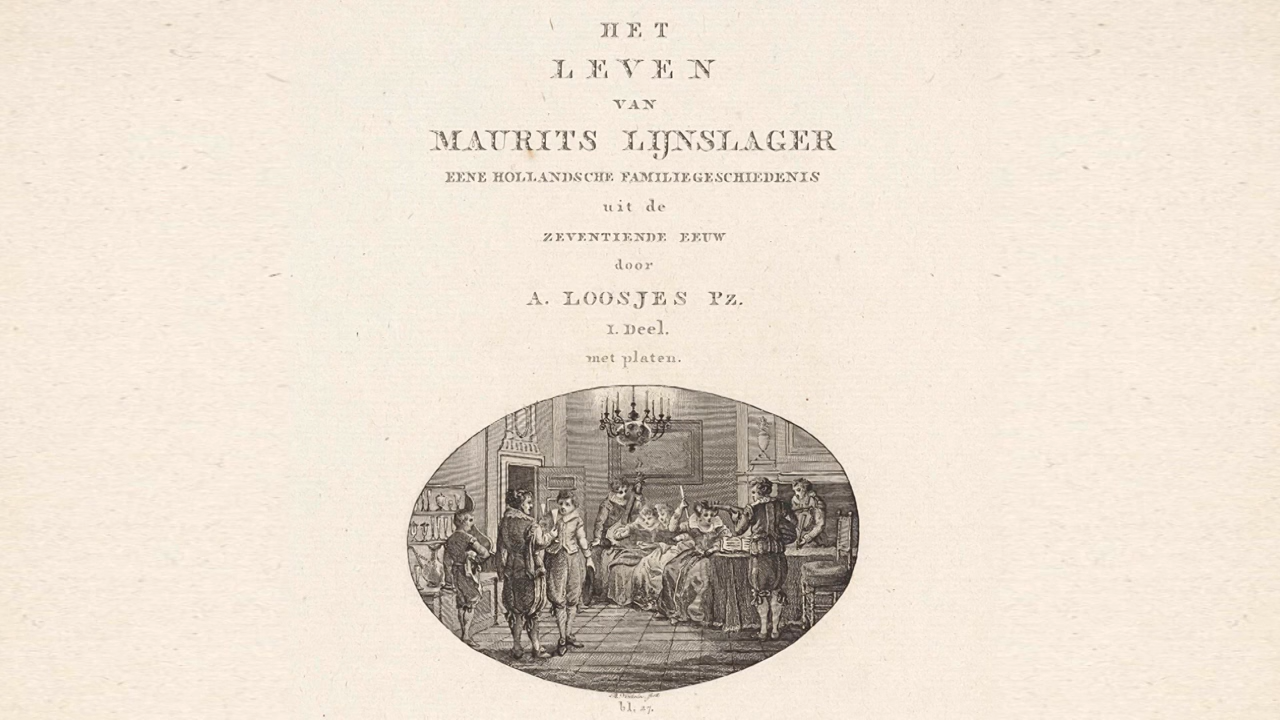 HET
LEVEN
VAN
MAURITS LIJNSLAGER
EENE HOLLANDSCHE FAMILIEGESCHIEDENIS
uit de
ZEVENTIENDE EEUW
door
A. LOOSJES Pz.
I. Deel.
met platen.
bl. 27.